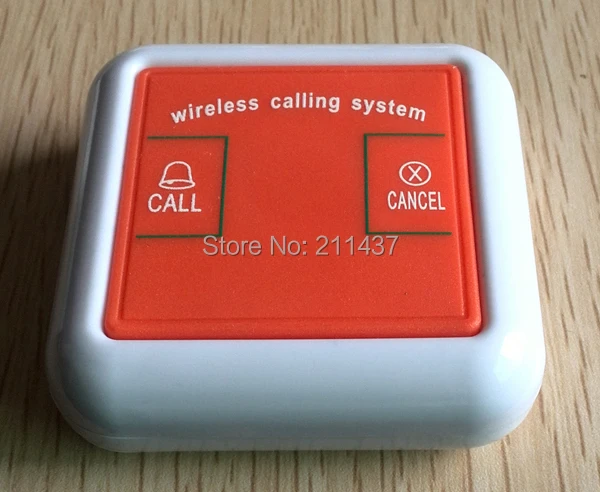 wireless calling system
X
CALL
CANCEL
Store No: 211437